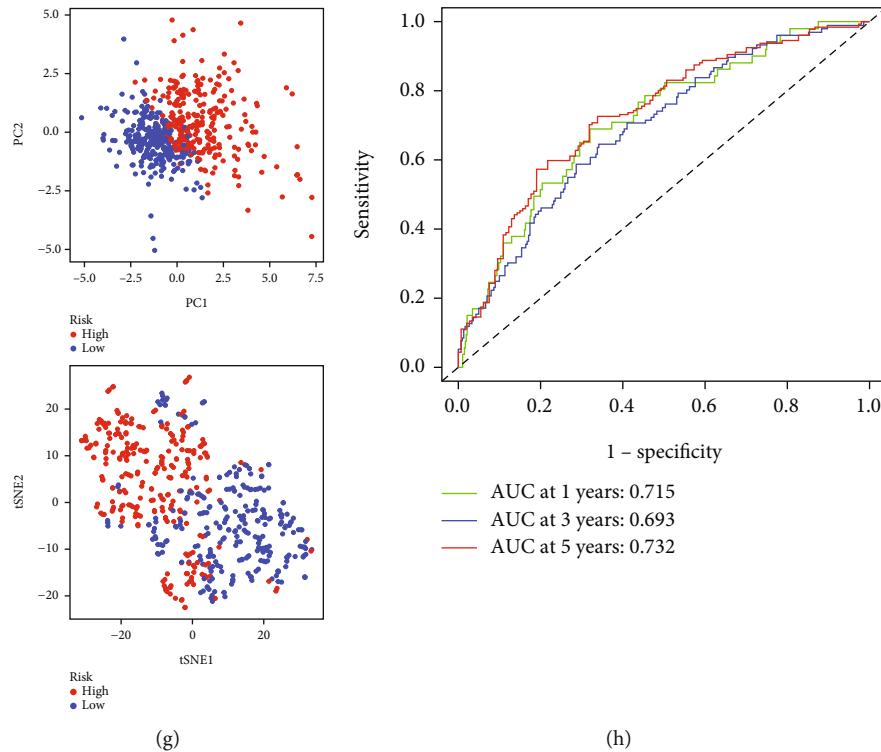 5.0
2.5
0.0
−2.5
−5.0
PC2
−5.0 −2.5 0.0 2.5 5.0 7.5
PC1
Risk
High
Low
20
10
0
−10
−20
tSNE2
−20 0 20
tSNE1
Risk
High
Low
(g)
1.0
0.8
0.6
0.4
0.2
0.0
Sensitivity
0.0 0.2 0.4 0.6 0.8 1.0
1 – specificity
AUC at 1 years: 0.715
AUC at 3 years: 0.693
AUC at 5 years: 0.732
(h)